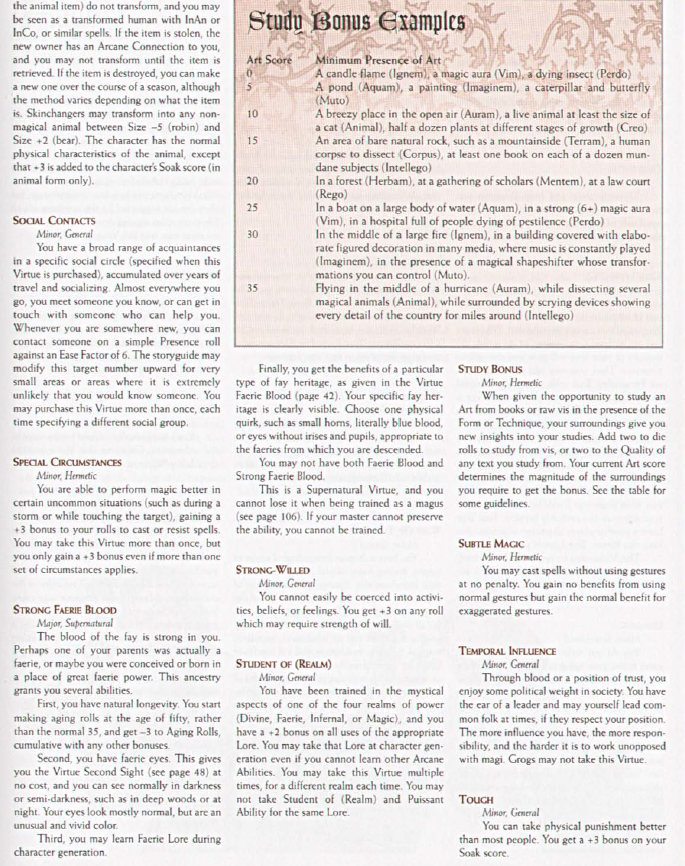 the animal item) do not transform, and you may
be seen as a transformed human with InAn or
InCo, or similar spells. If the item is stolen, the
new owner has an Arcane Connection to you,
and you may not transform until the item is
retrieved. If the item is destroyed, you can make
a new one over the course of a season, although
the method varies depending on what the item
is. Skinchangers may transform into any non-
magical animal between Size –5 (robin) and
Size +2 (bear). The character has the normal
physical characteristics of the animal, except
that +3 is added to the character's Soak score (in
animal form only).
SOCIAL CONTACTS
Minor, General
You have a broad range of acquaintances
in a specific social circle (specified when this
Virtue is purchased), accumulated over years of
travel and socializing. Almost everywhere you
go, you meet someone you know, or can get in
touch with someone who can help you.
Whenever you are somewhere new, you can
contact someone on a simple Presence roll
against an Ease Factor of 6. The storyguide may
modify this target number upward for very
small areas or areas where it is extremely
unlikely that you would know someone. You
may purchase this Virtue more than once, each
time specifying a different social group.
SPECIAL CIRCUMSTANCES
Minor, Hermetic
You are able to perform magic better in
certain uncommon situations (such as during a
storm or while touching the target), gaining a
+3 bonus to your rolls to cast or resist spells.
You may take this Virtue more than once, but
you only gain a +3 bonus even if more than one
set of circumstances applies.
STRONG FAERIE BLOOD
Major, Supernatural
The blood of the fay is strong in you.
Perhaps one of your parents was actually a
faerie, or maybe you were conceived or born in
a place of great faerie power. This ancestry
grants you several abilities.
First, you have natural longevity. You start
making aging rolls at the age of fifty, rather
than the normal 35, and get –3 to Aging Rolls,
cumulative with any other bonuses.
Second, you have faerie eyes. This gives
you the Virtue Second Sight (see page 48) at
no cost, and you can see normally in darkness
or semi-darkness, such as in deep woods or at
night. Your eyes look mostly normal, but are an
unusual and vivid color.
Third, you may learn Faerie Lore during
character generation.
Study Bonus Examples
Art Score Minimum Presence of Art
0 A candle flame (Ignem), a magic aura (Vim), a dying insect (Perdo)
5 A pond (Aquam), a painting (Imaginem), a caterpillar and butterfly
(Muto)
10 A breezy place in the open air (Auram), a live animal at least the size of
a cat (Animal), half a dozen plants at different stages of growth (Creo)
15 An area of bare natural rock, such as a mountainside (Terram), a human
corpse to dissect (Corpus), at least one book on each of a dozen mun-
dane subjects (Intellego)
20 In a forest (Herbam), at a gathering of scholars (Mentem), at a law court
(Rego)
25 In a boat on a large body of water (Aquam), in a strong (6+) magic aura
(Vim), in a hospital full of people dying of pestilence (Perdo)
30 In the middle of a large fire (Ignem), in a building covered with elabo-
rate figured decoration in many media, where music is constantly played
(Imaginem), in the presence of a magical shapeshifter whose transfor-
mations you can control (Muto).
35 Flying in the middle of a hurricane (Auram), while dissecting several
magical animals (Animal), while surrounded by scrying devices showing
every detail of the country for miles around (Intellego)
Finally, you get the benefits of a particular
type of fay heritage, as given in the Virtue
Faerie Blood (page 42). Your specific fay her-
itage is clearly visible. Choose one physical
quirk, such as small horns, literally blue blood,
or eyes without irises and pupils, appropriate to
the faeries from which you are descended.
You may not have both Faerie Blood and
Strong Faerie Blood.
This is a Supernatural Virtue, and you
cannot lose it when being trained as a magus
(see page 106). If your master cannot preserve
the ability, you cannot be trained.
STRONG-WILLED
Minor, General
You cannot easily be coerced into activi-
ties, beliefs, or feelings. You get +3 on any roll
which may require strength of will.
STUDENT OF (REALM)
Minor, General
You have been trained in the mystical
aspects of one of the four realms of power
(Divine, Faerie, Infernal, or Magic), and you
have a +2 bonus on all uses of the appropriate
Lore. You may take that Lore at character gen-
eration even if you cannot learn other Arcane
Abilities. You may take this Virtue multiple
times, for a different realm each time. You may
not take Student of (Realm) and Puissant
Ability for the same Lore.
STUDY BONUS
Minor, Hermetic
When given the opportunity to study an
Art from books or raw vis in the presence of the
Form or Technique, your surroundings give you
new insights into your studies. Add two to die
rolls to study from vis, or two to the Quality of
any text you study from. Your current Art score
determines the magnitude of the surroundings
you require to get the bonus. See the table for
some guidelines.
SUBTLE MAGIC
Minor, Hermetic
You may cast spells without using gestures
at no penalty. You gain no benefits from using
normal gestures but gain the normal benefit for
exaggerated gestures.
TEMPORAL INFLUENCE
Minor, General
Through blood or a position of trust, you
enjoy some political weight in society. You have
the ear of a leader and may yourself lead com-
mon folk at times, if they respect your position.
The more influence you have, the more respon-
sibility, and the harder it is to work unopposed
with magi. Grogs may not take this Virtue.
TOUGH
Minor, General
You can take physical punishment better
than most people. You get a +3 bonus on your
Soak score.